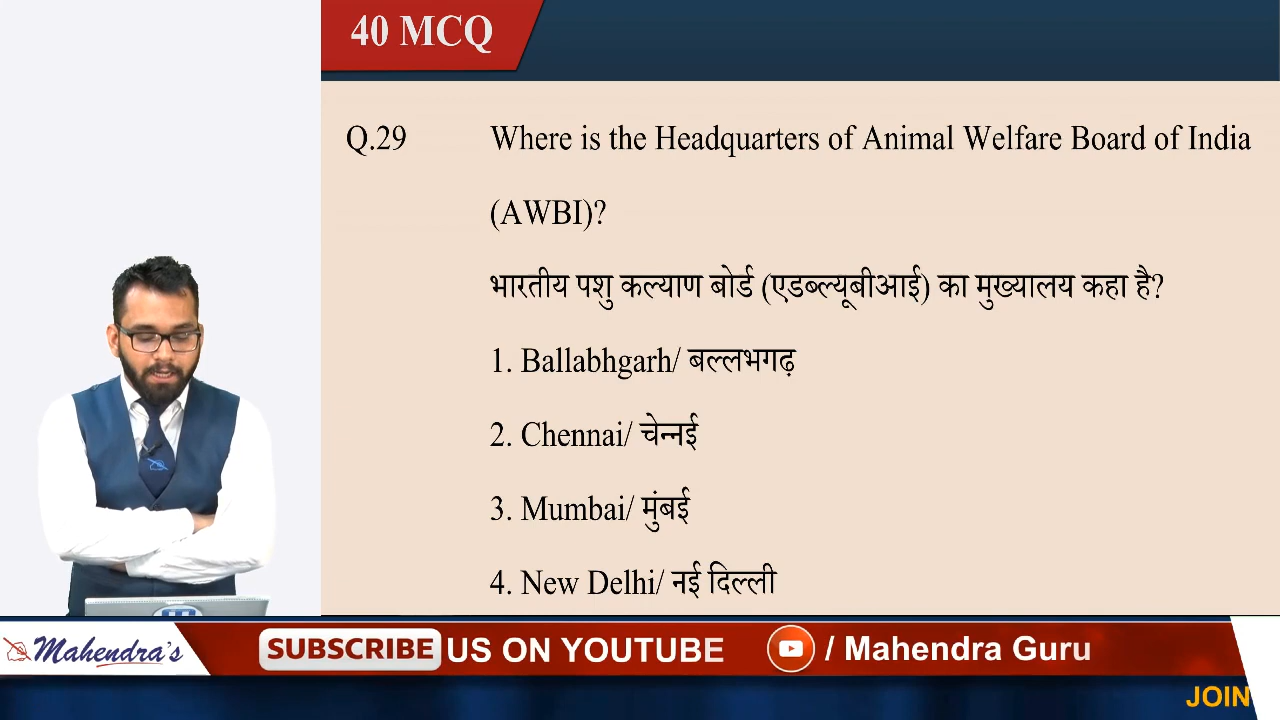 40 MCQ
Q.29 Where is the Headquarters of Animal Welfare Board of India
(AWBI)?
भारतीय पशु कल्याण बोर्ड (एडब्ल्यूबीआई) का मुख्यालय कहा है?
1. Ballabhgarh/ बल्लभगढ़
2. Chennai/ चेन्नई
3. Mumbai/ मुंबई
4. New Delhi/ नई दिल्ली
Mahendra's SUBSCRIBE US ON YOUTUBE / Mahendra Guru
JOIN